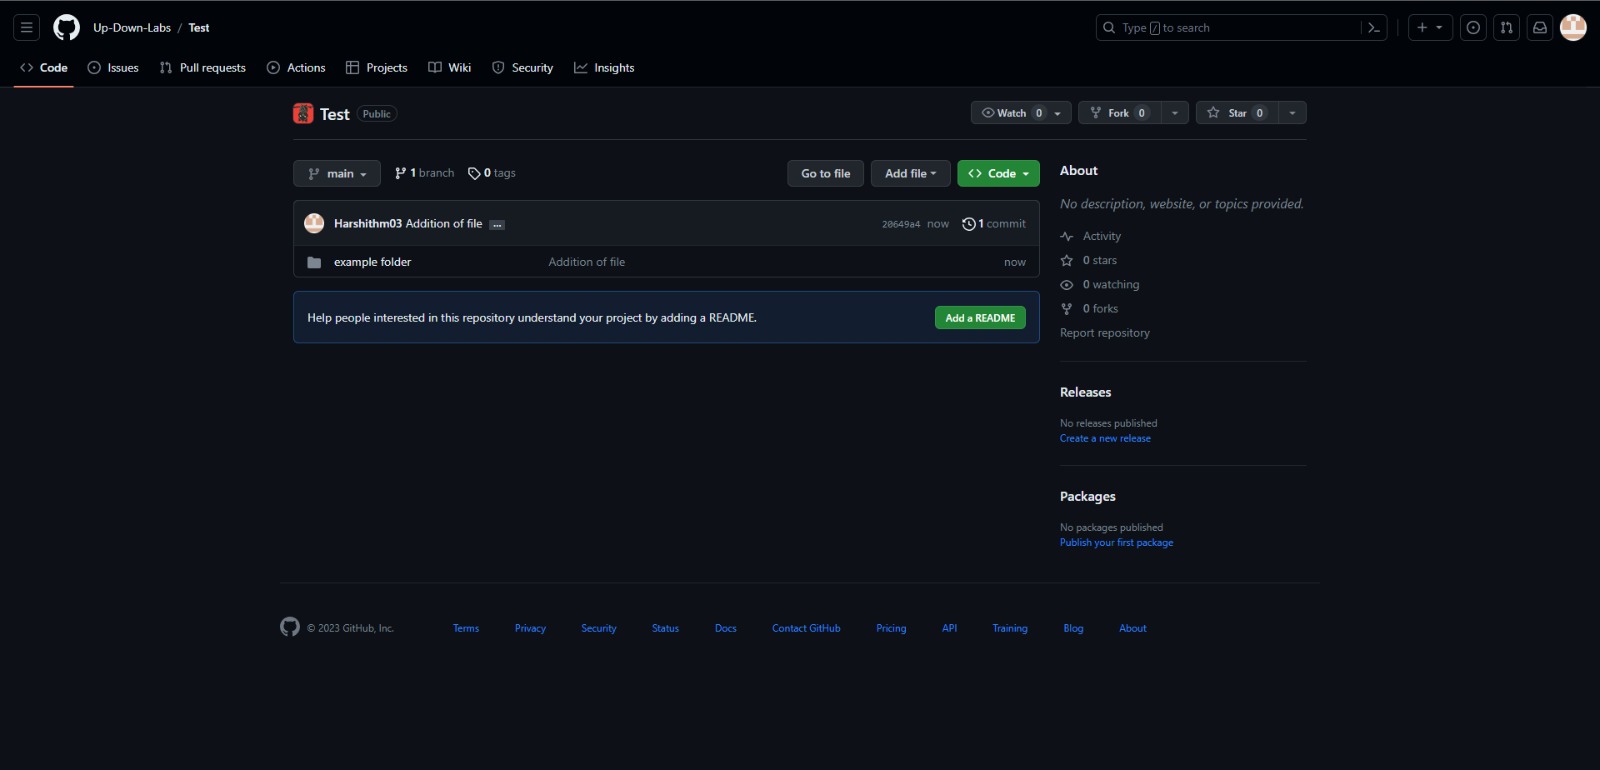 Up-Down-Labs / Test
Type / to search
Code Issues Pull requests Actions Projects Wiki Security Insights
Test Public
Watch 0 Fork 0 Star 0
main 1 branch 0 tags
Go to file Add file Code
Harshithm03 Addition of file ... 20649a4 now 1 commit
example folder Addition of file now
Help people interested in this repository understand your project by adding a README. Add a README
About
No description, website, or topics provided.
Activity
0 stars
0 watching
0 forks
Report repository
Releases
No releases published
Create a new release
Packages
No packages published
Publish your first package
© 2023 GitHub, Inc. Terms Privacy Security Status Docs Contact GitHub Pricing API Training Blog About